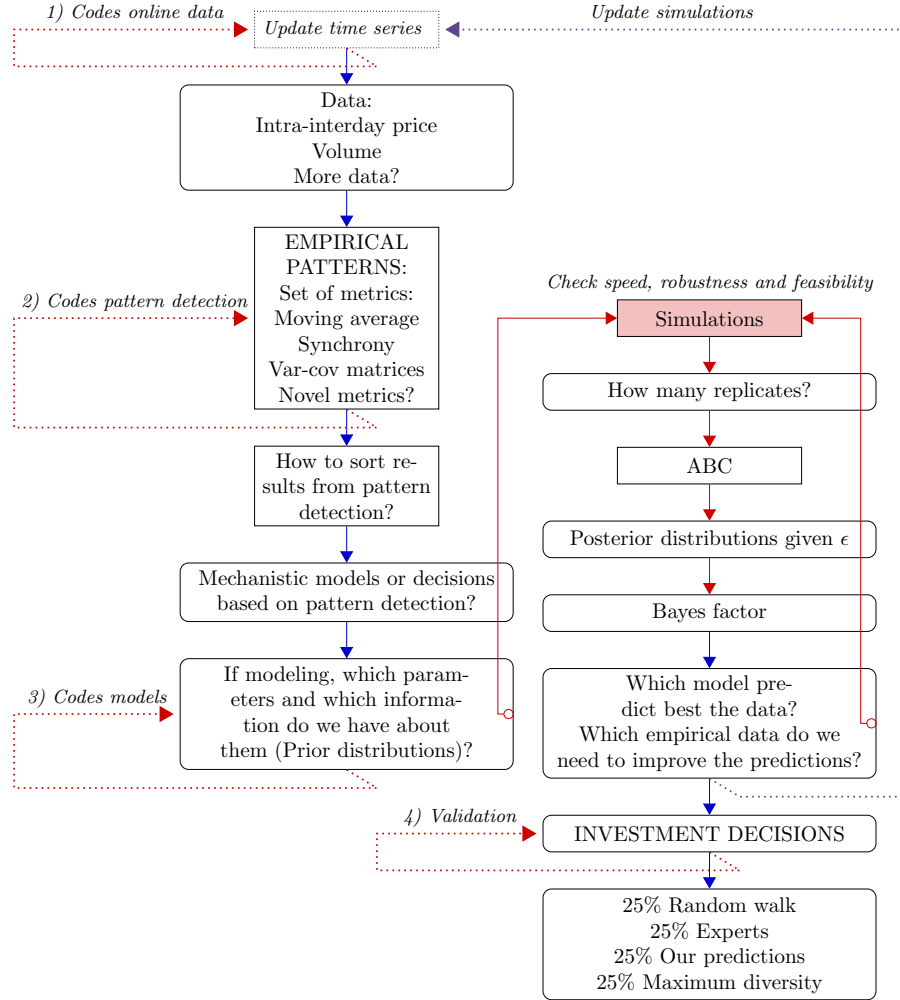 1) Codes online data
Update time series
Update simulations
Data:
Intra-interday price
Volume
More data?
EMPIRICAL
PATTERNS:
Set of metrics:
Moving average
Synchrony
Var-cov matrices
Novel metrics?
2) Codes pattern detection
How to sort re-
sults from pattern
detection?
Mechanistic models or decisions
based on pattern detection?
If modeling, which param-
eters and which informa-
tion do we have about
them (Prior distributions)?
3) Codes models
Check speed, robustness and feasibility
Simulations
How many replicates?
ABC
Posterior distributions given ϵ
Bayes factor
Which model pre-
dict best the data?
Which empirical data do we
need to improve the predictions?
4) Validation
INVESTMENT DECISIONS
25% Random walk
25% Experts
25% Our predictions
25% Maximum diversity